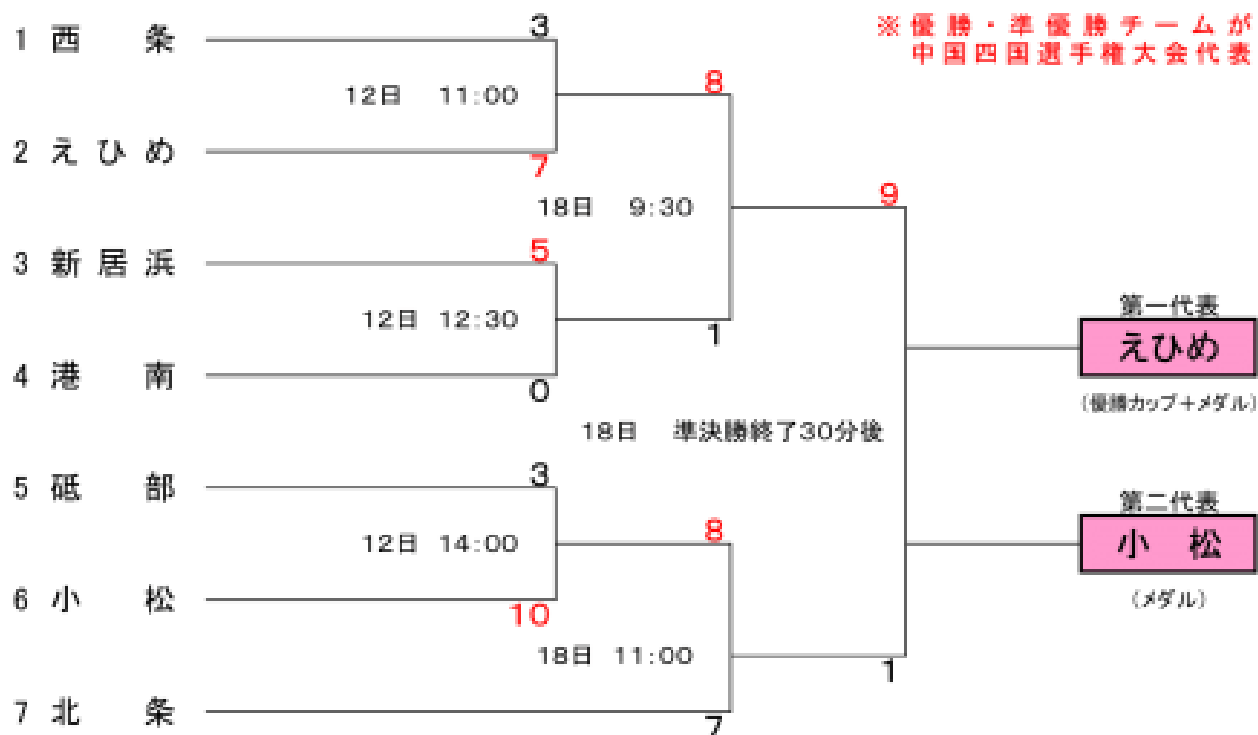 ※優勝・準優勝チームが
中国四国選手権大会代表
1 西条
3
12日 11:00
8
2 えひめ
7
18日 9:30
9
3 新居浜
5
12日 12:30
1
第一代表
えひめ
(優勝カップ+メダル)
4 港南
0
18日 準決勝終了30分後
5 砥部
3
第二代表
小松
(メダル)
12日 14:00
8
6 小松
10
18日 11:00
1
7 北条
7